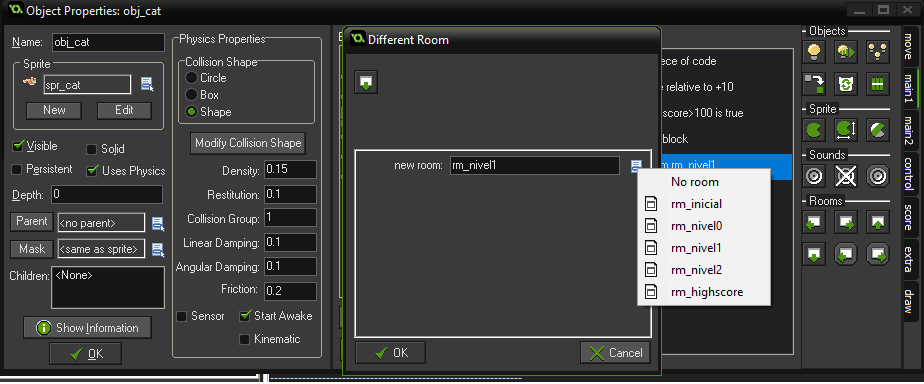 Object Properties: obj_cat
Name: obj_cat
Sprite
spr_cat
New Edit
Visible Solid
Persistent Uses Physics
Depth: 0
Parent <no parent>
Mask <same as sprite>
Children: <None>
Show Information
OK
Physics Properties
Collision Shape
Circle
Box
Shape
Modify Collision Shape
Density: 0.15
Restitution: 0.1
Collision Group: 1
Linear Damping: 0.1
Angular Damping: 0.1
Friction: 0.2
Sensor Start Awake
Kinematic
Different Room
new room: rm_nivel1
OK Cancel
No room
rm_inicial
rm_nivel0
rm_nivel1
rm_nivel2
rm_highscore
ece of code
relative to +10
score>100 is true
block
rm_nivel1
Objects
Sprite
Sounds
Rooms
move
main1
main2
control
score
extra
draw